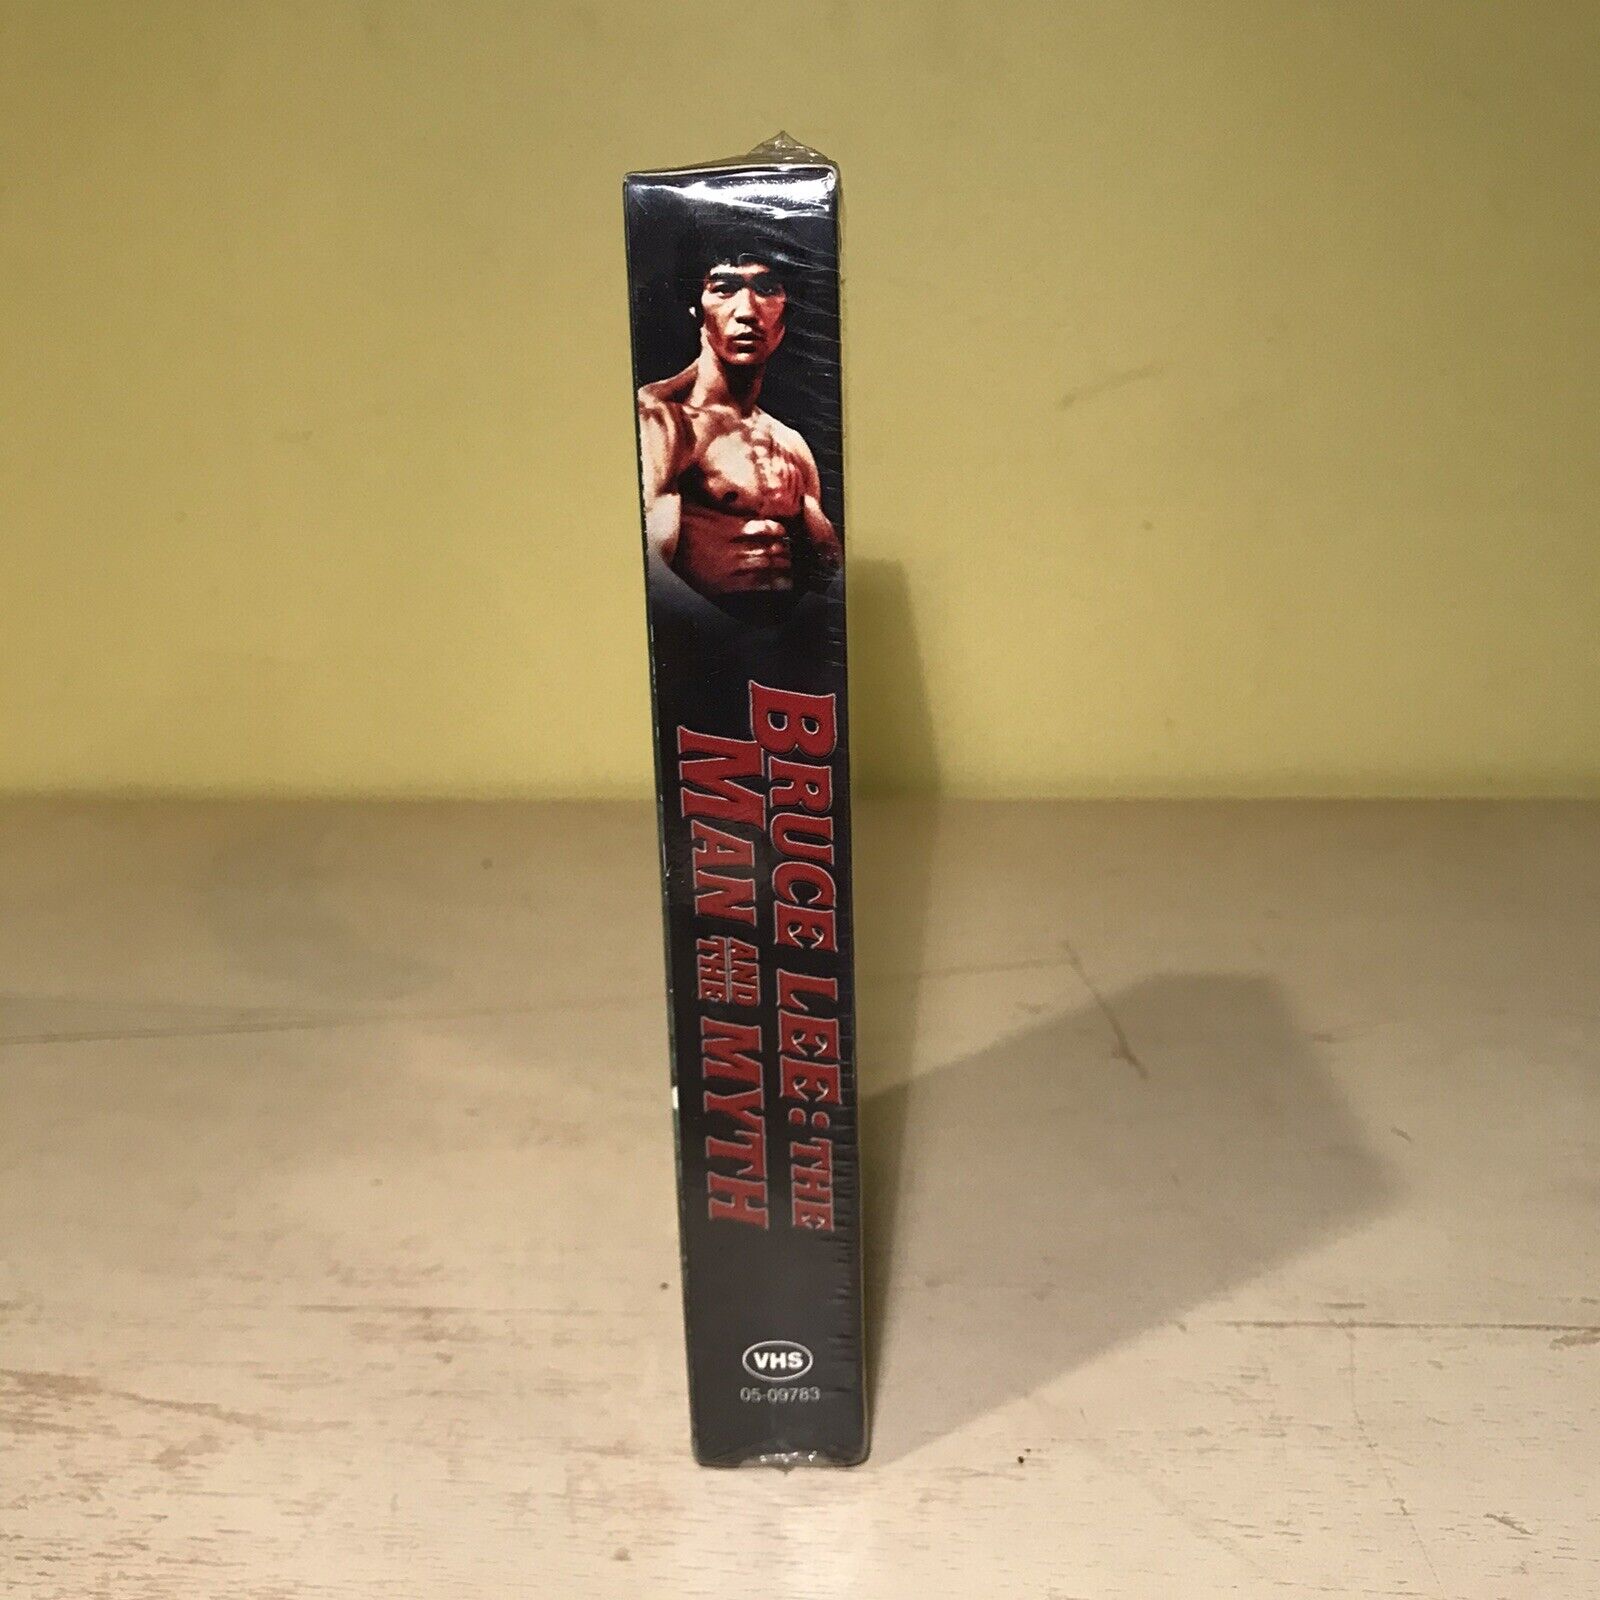 BRUCE LEE: THE
MAN AND THE MYTH
VHS
05-09783